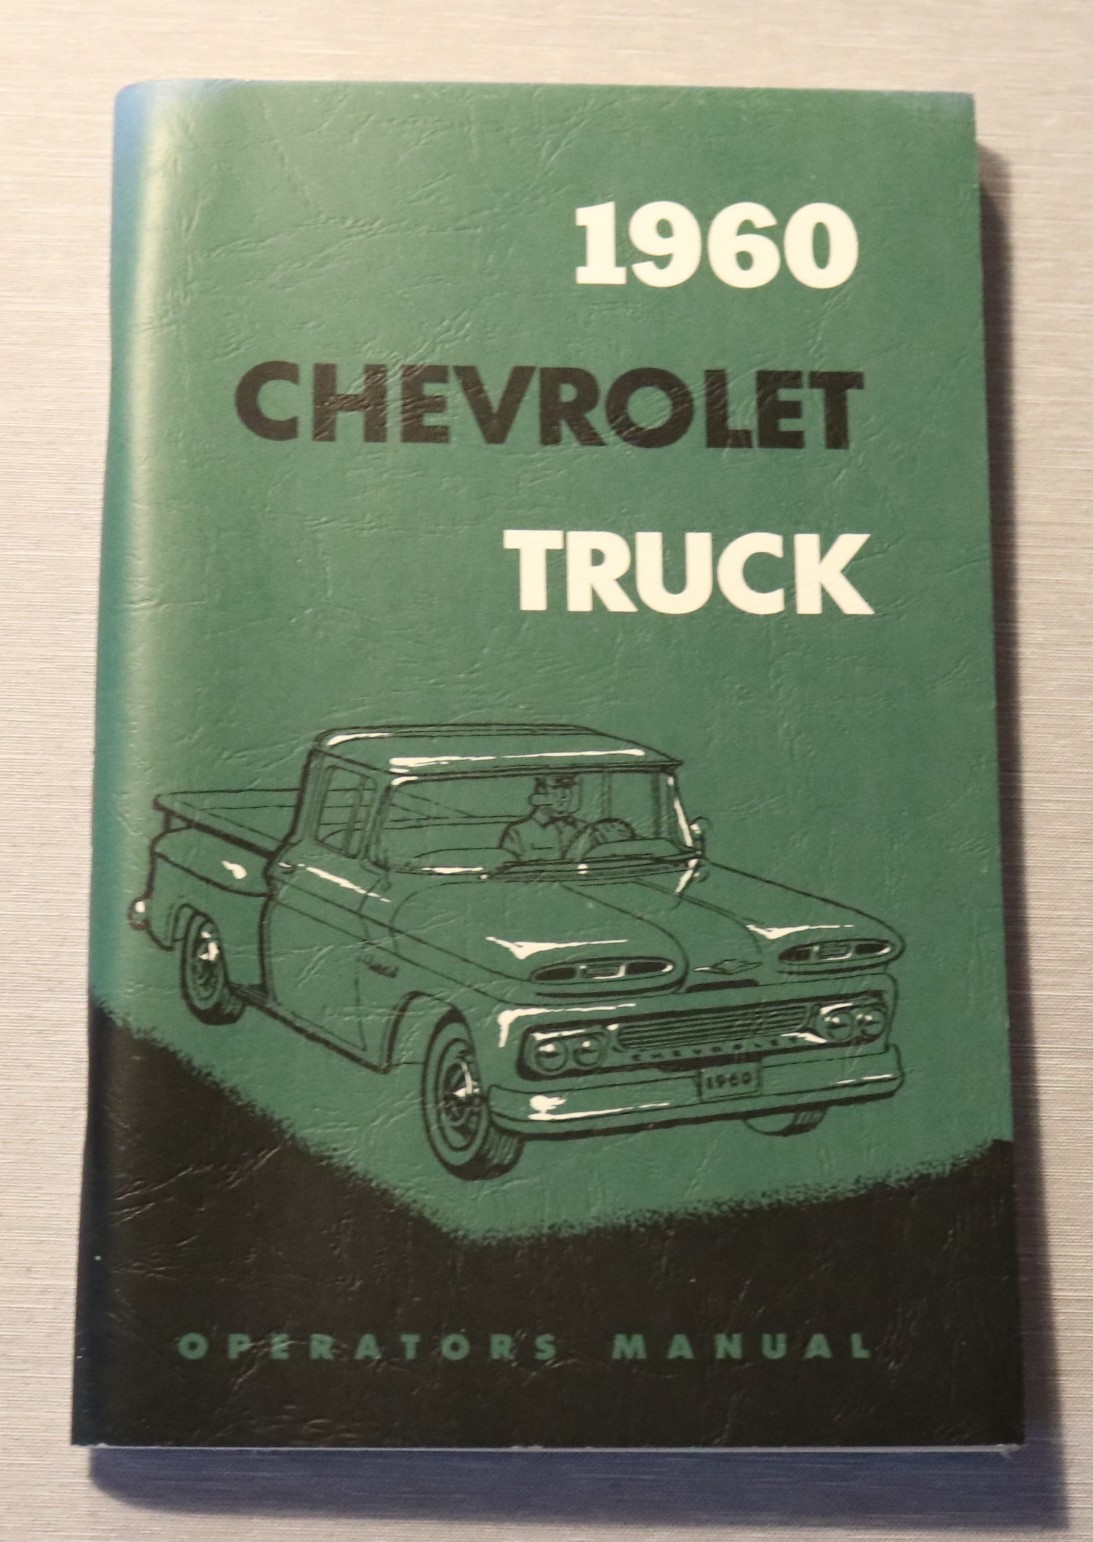 1960
CHEVROLET
TRUCK
CHEVROLET
1960
OPERATORS MANUAL